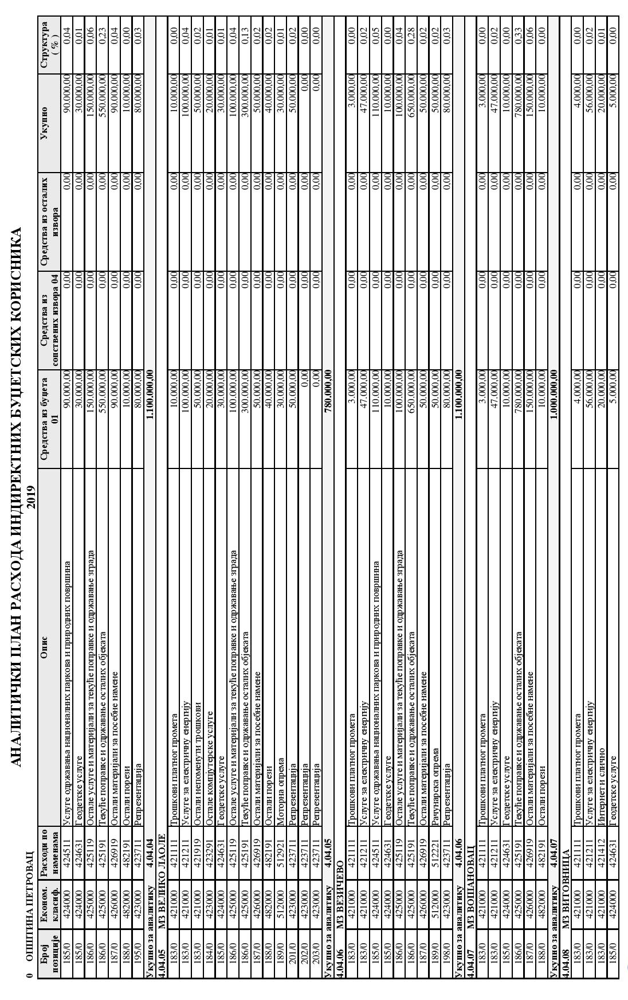 АНАЛИТИЧКИ ПЛАН РАСХОДА ИНДИРЕКТНИХ БУЏЕТСКИХ КОРИСНИКА
0 ОПШТИНА ПЕТРОВАЦ 2019
Број позиције Економ. класиф. Расходи по наменама Опис Средства из буџета 01 Средства из сопствених извора 04 Средства из осталих извора Укупно Структура ( % )
185/0 424000 424511 Услуге одржавања националних паркова и природних површина 90.000,00 0,00 0,00 90.000,00 0,04
185/0 424000 424631 Геодетске услуге 30.000,00 0,00 0,00 30.000,00 0,01
186/0 425000 425119 Остале услуге и материјали за текуће поправке и одржавање зграда 150.000,00 0,00 0,00 150.000,00 0,06
186/0 425000 425191 Текуће поправке и одржавање осталих објеката 550.000,00 0,00 0,00 550.000,00 0,23
187/0 426000 426919 Остали материјали за посебне намене 90.000,00 0,00 0,00 90.000,00 0,04
188/0 482000 482191 Остали порези 10.000,00 0,00 0,00 10.000,00 0,00
195/0 423000 423711 Репрезентација 80.000,00 0,00 0,00 80.000,00 0,03
Укупно за аналитику 4.04.04 1.100.000,00
4.04.05 МЗ ВЕЛИКО ЛАОЛЕ
183/0 421000 421111 Трошкови платног промета 10.000,00 0,00 0,00 10.000,00 0,00
183/0 421000 421211 Услуге за електричну енергију 100.000,00 0,00 0,00 100.000,00 0,04
183/0 421000 421919 Остали непоменути трошкови 50.000,00 0,00 0,00 50.000,00 0,02
184/0 423000 423291 Остале компјутерске услуге 20.000,00 0,00 0,00 20.000,00 0,01
185/0 424000 424631 Геодетске услуге 30.000,00 0,00 0,00 30.000,00 0,01
186/0 425000 425119 Остале услуге и материјали за текуће поправке и одржавање зграда 100.000,00 0,00 0,00 100.000,00 0,04
186/0 425000 425191 Текуће поправке и одржавање осталих објеката 300.000,00 0,00 0,00 300.000,00 0,13
187/0 426000 426919 Остали материјали за посебне намене 50.000,00 0,00 0,00 50.000,00 0,02
188/0 482000 482191 Остали порези 40.000,00 0,00 0,00 40.000,00 0,02
189/0 512000 512921 Моторна опрема 30.000,00 0,00 0,00 30.000,00 0,01
201/0 423000 423711 Репрезентација 50.000,00 0,00 0,00 50.000,00 0,02
202/0 423000 423711 Репрезентација 0,00 0,00 0,00 0,00 0,00
203/0 423000 423711 Репрезентација 0,00 0,00 0,00 0,00 0,00
Укупно за аналитику 4.04.05 780.000,00
4.04.06 МЗ ВЕЗИЧЕВО
183/0 421000 421111 Трошкови платног промета 3.000,00 0,00 0,00 3.000,00 0,00
183/0 421000 421211 Услуге за електричну енергију 47.000,00 0,00 0,00 47.000,00 0,02
185/0 424000 424511 Услуге одржавања националних паркова и природних површина 110.000,00 0,00 0,00 110.000,00 0,05
185/0 424000 424631 Геодетске услуге 10.000,00 0,00 0,00 10.000,00 0,00
186/0 425000 425119 Остале услуге и материјали за текуће поправке и одржавање зграда 100.000,00 0,00 0,00 100.000,00 0,04
186/0 425000 425191 Текуће поправке и одржавање осталих објеката 650.000,00 0,00 0,00 650.000,00 0,28
187/0 426000 426919 Остали материјали за посебне намене 50.000,00 0,00 0,00 50.000,00 0,02
189/0 512000 512221 Рачунарска опрема 50.000,00 0,00 0,00 50.000,00 0,02
198/0 423000 423711 Репрезентација 80.000,00 0,00 0,00 80.000,00 0,03
Укупно за аналитику 4.04.06 1.100.000,00
4.04.07 МЗ ВОШАНОВАЦ
183/0 421000 421111 Трошкови платног промета 3.000,00 0,00 0,00 3.000,00 0,00
183/0 421000 421211 Услуге за електричну енергију 47.000,00 0,00 0,00 47.000,00 0,02
185/0 424000 424631 Геодетске услуге 10.000,00 0,00 0,00 10.000,00 0,00
186/0 425000 425191 Текуће поправке и одржавање осталих објеката 780.000,00 0,00 0,00 780.000,00 0,33
187/0 426000 426919 Остали материјали за посебне намене 150.000,00 0,00 0,00 150.000,00 0,06
188/0 482000 482191 Остали порези 10.000,00 0,00 0,00 10.000,00 0,00
Укупно за аналитику 4.04.07 1.000.000,00
4.04.08 МЗ ВИТОВНИЦА
183/0 421000 421111 Трошкови платног промета 4.000,00 0,00 0,00 4.000,00 0,00
183/0 421000 421211 Услуге за електричну енергију 56.000,00 0,00 0,00 56.000,00 0,02
183/0 421000 421412 Интернет и слично 20.000,00 0,00 0,00 20.000,00 0,01
185/0 424000 424631 Геодетске услуге 5.000,00 0,00 0,00 5.000,00 0,00